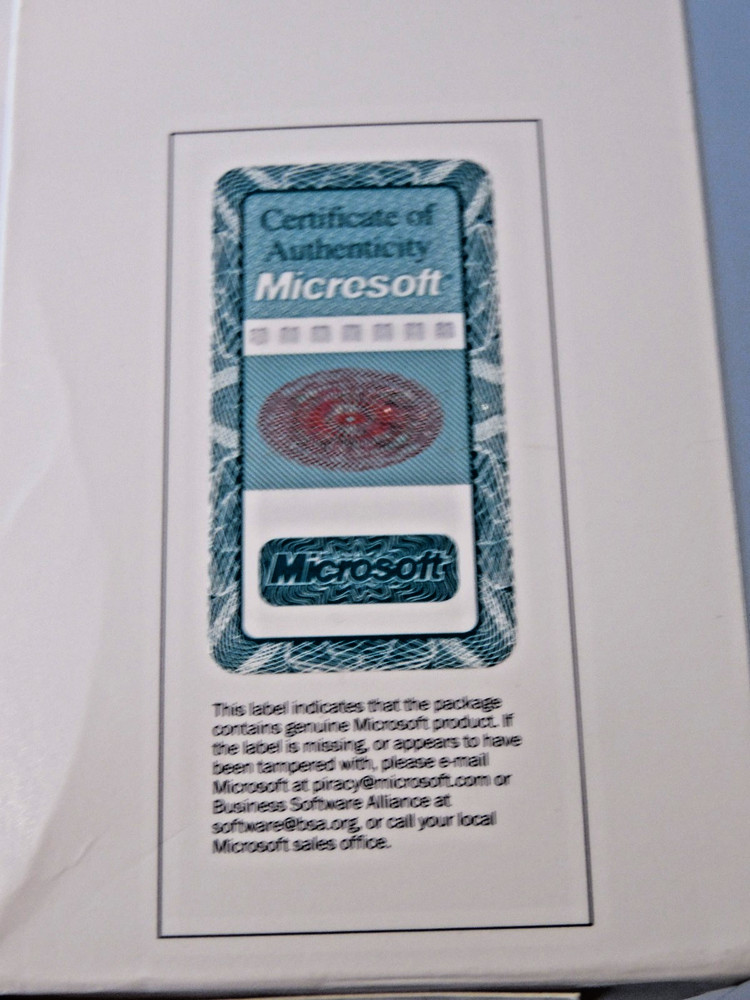 Certificate of
Authenticity
Microsoft
Microsoft
This label indicates that the package
contains genuine Microsoft product. If
the label is missing, or appears to have
been tampered with, please e-mail
Microsoft at piracy@microsoft.com or
Business Software Alliance at
software@bsa.org, or call your local
Microsoft sales office.